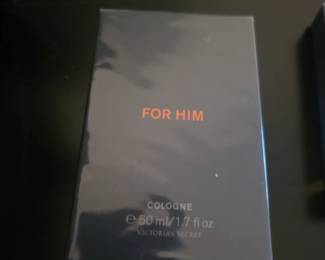 FOR HIM
COLOGNE
℮ 50 ml/1.7 fl oz
VICTORIA'S SECRET